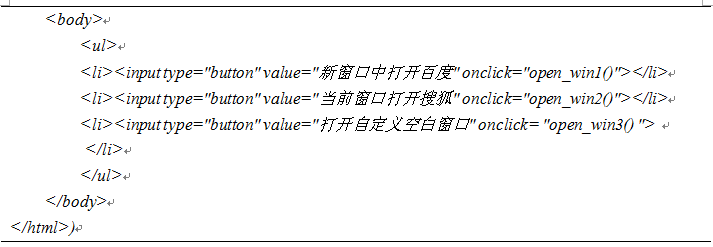 <body>
<ul>
<li><input type="button" value="新窗口中打开百度" onclick="open_win1()"></li>
<li><input type="button" value="当前窗口打开搜狐" onclick="open_win2()"></li>
<li><input type="button" value="打开自定义空白窗口" onclick= "open_win3() ">
</li>
</ul>
</body>
</html>)